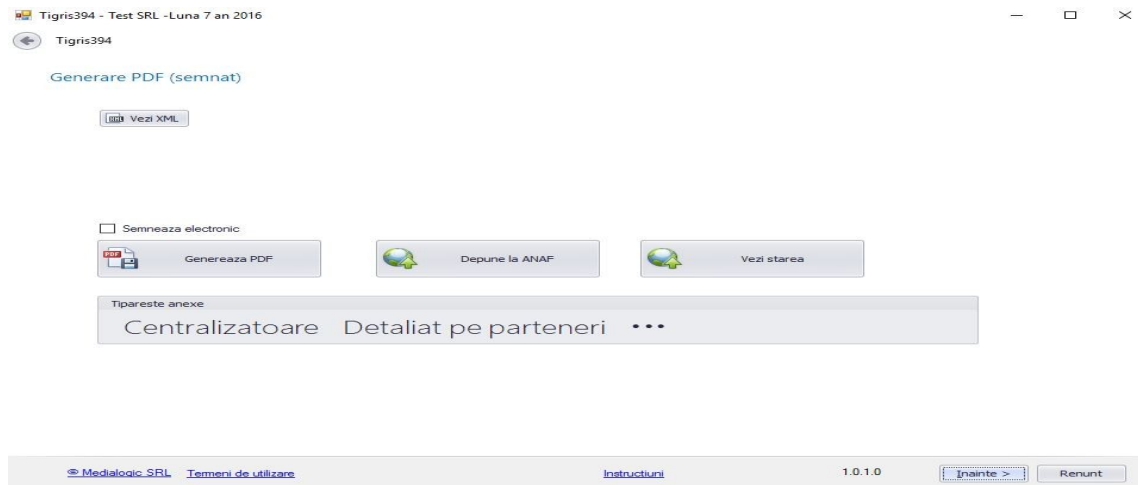 Tigris394 - Test SRL -Luna 7 an 2016
Tigris394
Generare PDF (semnat)
Vezi XML
Semneaza electronic
PDF Genereaza PDF Depune la ANAF Vezi starea
Tipareste anexe
Centralizatoare Detaliat pe parteneri •••
© Medialogic SRL Termeni de utilizare Instructiuni 1.0.1.0 Inainte > Renunt